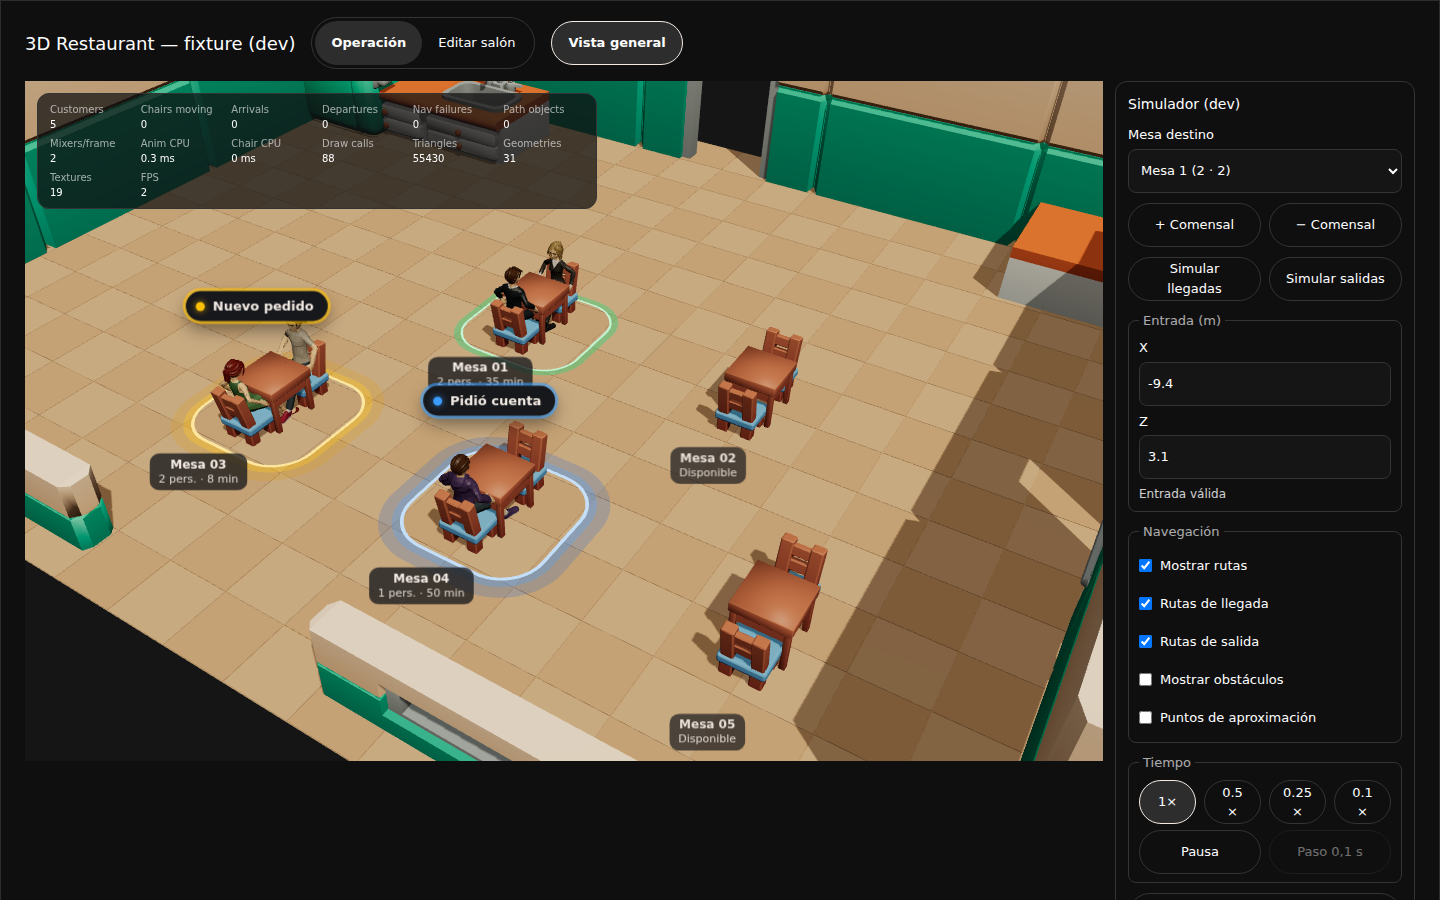 3D Restaurant — fixture (dev)
Operación
Editar salón
Vista general
Customers
5
Chairs moving
0
Arrivals
0
Departures
0
Nav failures
0
Path objects
0
Mixers/frame
2
Anim CPU
0.3 ms
Chair CPU
0 ms
Draw calls
88
Triangles
55430
Geometries
31
Textures
19
FPS
2
Nuevo pedido
Mesa 01
2 pers. · 35 min
Pidió cuenta
Mesa 03
2 pers. · 8 min
Mesa 02
Disponible
Mesa 04
1 pers. · 50 min
Mesa 05
Disponible
Simulador (dev)
Mesa destino
Mesa 1 (2 · 2)
+ Comensal
− Comensal
Simular
llegadas
Simular salidas
Entrada (m)
X
-9.4
Z
3.1
Entrada válida
Navegación
Mostrar rutas
Rutas de llegada
Rutas de salida
Mostrar obstáculos
Puntos de aproximación
Tiempo
1×
0.5
×
0.25
×
0.1
×
Pausa
Paso 0,1 s